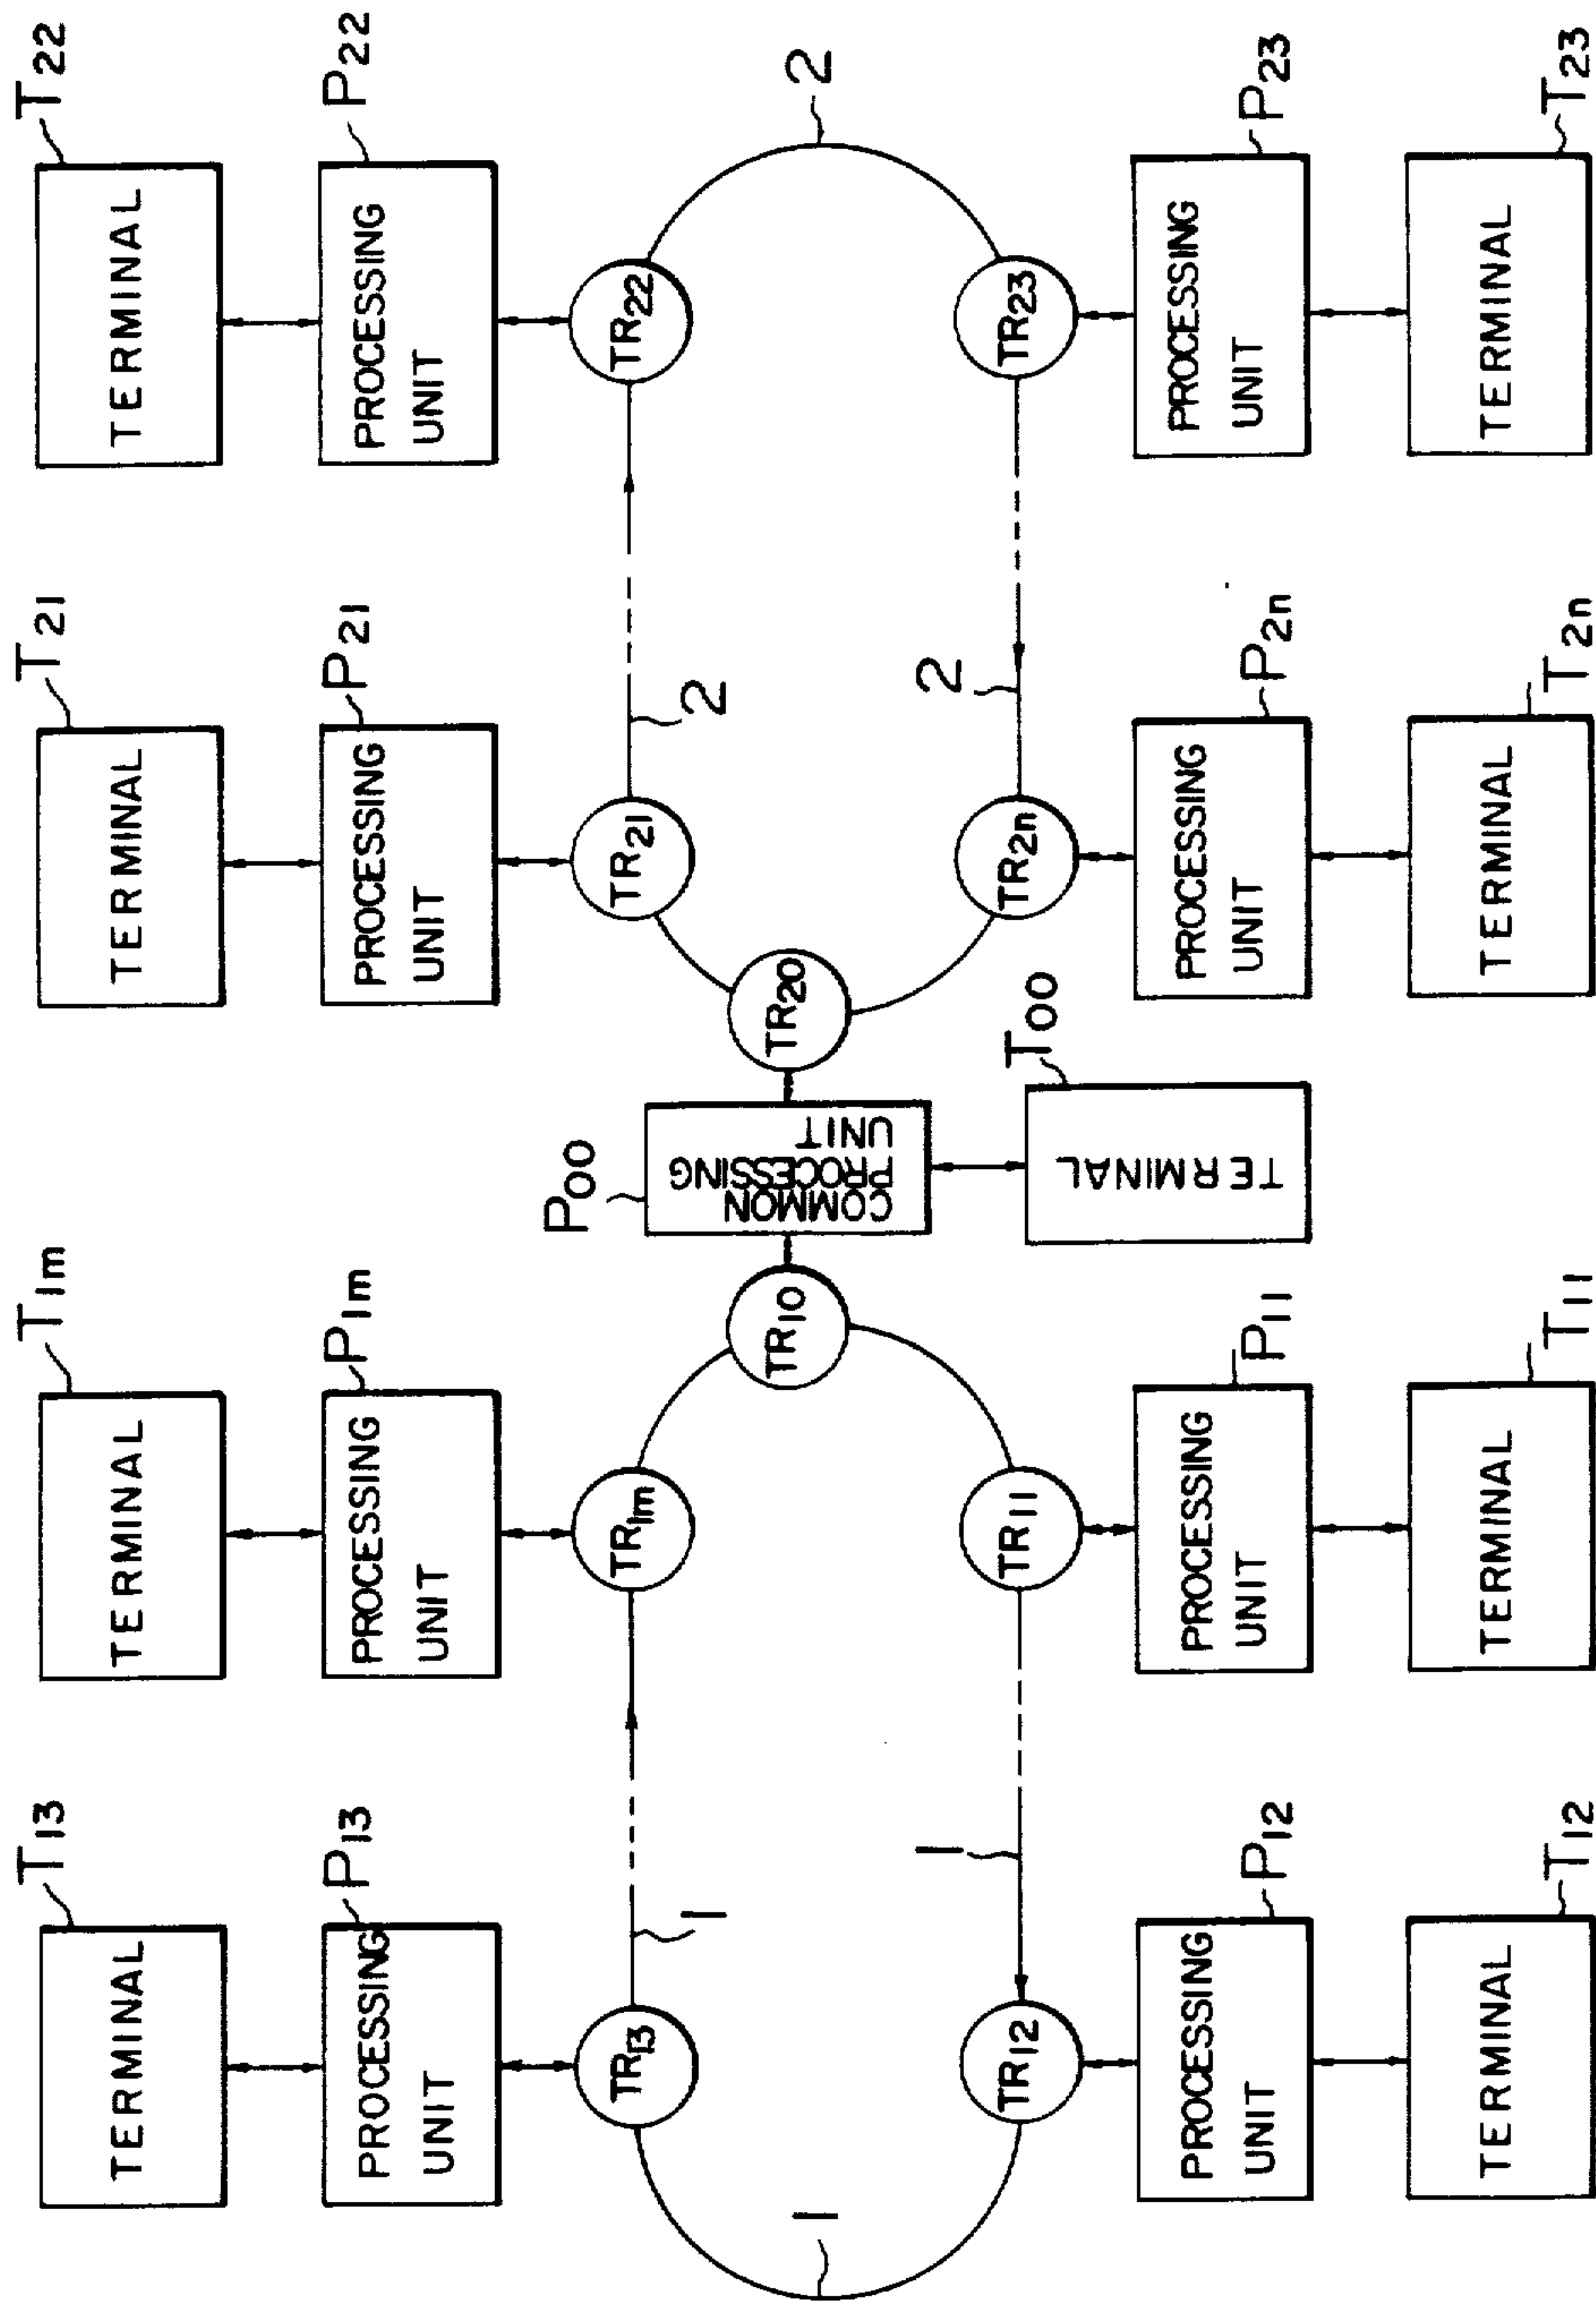 T13
T1m
T21
T22
TERMINAL
TERMINAL
TERMINAL
TERMINAL
P13
P1m
P21
P22
PROCESSING
UNIT
PROCESSING
UNIT
PROCESSING
UNIT
PROCESSING
UNIT
TR13
TR1m
TR21
TR22
1
2
P00
1
TR10
COMMON
PROCESSING
UNIT
TR20
2
1
2
T00
TERMINAL
TR12
TR11
TR2n
TR23
P12
P11
P2n
P23
PROCESSING
UNIT
PROCESSING
UNIT
PROCESSING
UNIT
PROCESSING
UNIT
T12
T11
T2n
T23
TERMINAL
TERMINAL
TERMINAL
TERMINAL